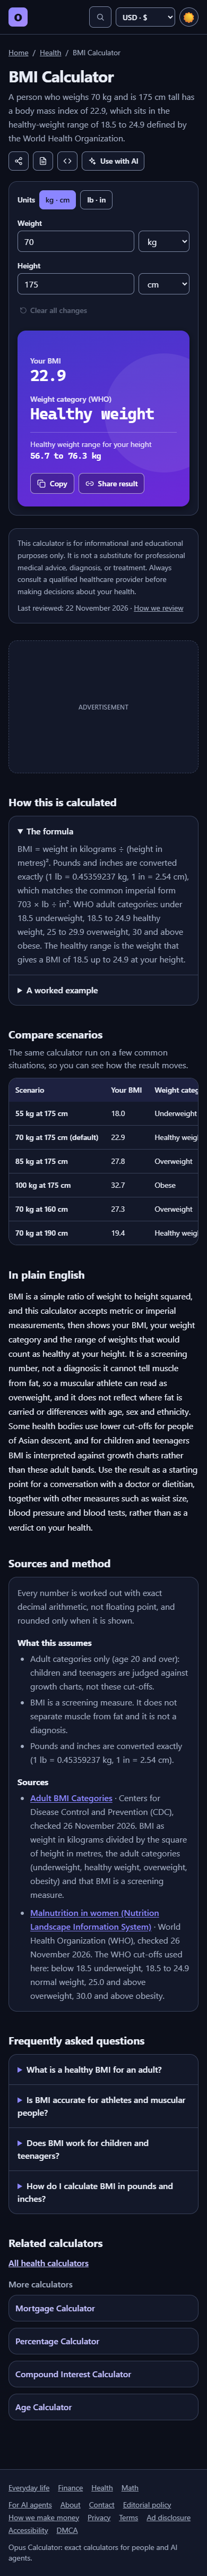 O
USD · $
Home / Health / BMI Calculator
BMI Calculator
A person who weighs 70 kg and is 175 cm tall has
a body mass index of 22.9, which sits in the
healthy-weight range of 18.5 to 24.9 defined by
the World Health Organization.
Use with AI
Units
kg · cm
lb · in
Weight
70
kg
Height
175
cm
Clear all changes
Your BMI
22.9
Weight category (WHO)
Healthy weight
Healthy weight range for your height
56.7 to 76.3 kg
Copy
Share result
This calculator is for informational and educational
purposes only. It is not a substitute for professional
medical advice, diagnosis, or treatment. Always
consult a qualified healthcare provider before
making decisions about your health.
Last reviewed: 22 November 2026 · How we review
ADVERTISEMENT
How this is calculated
▼ The formula
BMI = weight in kilograms ÷ (height in
metres)². Pounds and inches are converted
exactly (1 lb = 0.45359237 kg, 1 in = 2.54 cm),
which matches the common imperial form
703 × lb ÷ in². WHO adult categories: under
18.5 underweight, 18.5 to 24.9 healthy
weight, 25 to 29.9 overweight, 30 and above
obese. The healthy range is the weight that
gives a BMI of 18.5 up to 24.9 at your height.
▶ A worked example
Compare scenarios
The same calculator run on a few common
situations, so you can see how the result moves.
Scenario Your BMI Weight categ
55 kg at 175 cm 18.0 Underweight
70 kg at 175 cm (default) 22.9 Healthy weigh
85 kg at 175 cm 27.8 Overweight
100 kg at 175 cm 32.7 Obese
70 kg at 160 cm 27.3 Overweight
70 kg at 190 cm 19.4 Healthy weigh
In plain English
BMI is a simple ratio of weight to height squared,
and this calculator accepts metric or imperial
measurements, then shows your BMI, your weight
category and the range of weights that would
count as healthy at your height. It is a screening
number, not a diagnosis: it cannot tell muscle
from fat, so a muscular athlete can read as
overweight, and it does not reflect where fat is
carried or differences with age, sex and ethnicity.
Some health bodies use lower cut-offs for people
of Asian descent, and for children and teenagers
BMI is interpreted against growth charts rather
than these adult bands. Use the result as a starting
point for a conversation with a doctor or dietitian,
together with other measures such as waist size,
blood pressure and blood tests, rather than as a
verdict on your health.
Sources and method
Every number is worked out with exact
decimal arithmetic, not floating point, and
rounded only when it is shown.
What this assumes
• Adult categories only (age 20 and over):
children and teenagers are judged against
growth charts, not these cut-offs.
• BMI is a screening measure. It does not
separate muscle from fat and it is not a
diagnosis.
• Pounds and inches are converted exactly
(1 lb = 0.45359237 kg, 1 in = 2.54 cm).
Sources
• Adult BMI Categories · Centers for
Disease Control and Prevention (CDC),
checked 26 November 2026. BMI as
weight in kilograms divided by the square
of height in metres, the adult categories
(underweight, healthy weight, overweight,
obesity) and that BMI is a screening
measure.
• Malnutrition in women (Nutrition
Landscape Information System) · World
Health Organization (WHO), checked 26
November 2026. The WHO cut-offs used
here: below 18.5 underweight, 18.5 to 24.9
normal weight, 25.0 and above
overweight, 30.0 and above obesity.
Frequently asked questions
▶ What is a healthy BMI for an adult?
▶ Is BMI accurate for athletes and muscular
people?
▶ Does BMI work for children and
teenagers?
▶ How do I calculate BMI in pounds and
inches?
Related calculators
All health calculators
More calculators
Mortgage Calculator
Percentage Calculator
Compound Interest Calculator
Age Calculator
Everyday life Finance Health Math
For AI agents About Contact Editorial policy
How we make money Privacy Terms Ad disclosure
Accessibility DMCA
Opus Calculator: exact calculators for people and AI
agents.